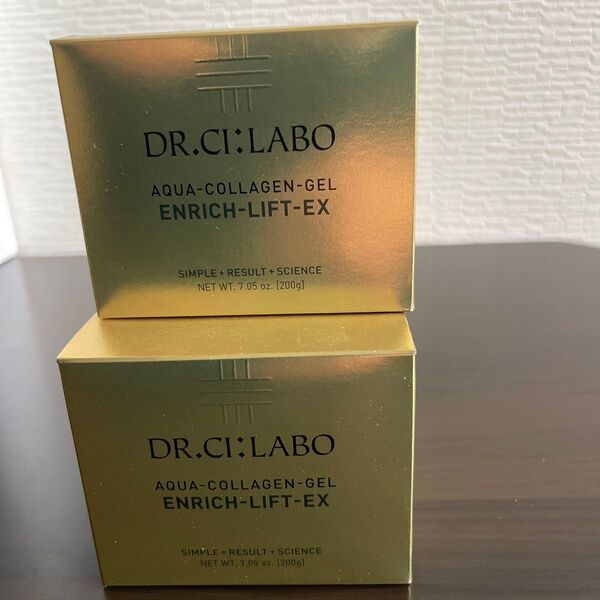 DR.CI:LABO
AQUA-COLLAGEN-GEL
ENRICH-LIFT-EX
SIMPLE + RESULT + SCIENCE
NET WT. 7.05 oz. [200g]
DR.CI:LABO
AQUA-COLLAGEN-GEL
ENRICH-LIFT-EX
SIMPLE + RESULT + SCIENCE
NET WT. 7.05 oz. [200g]